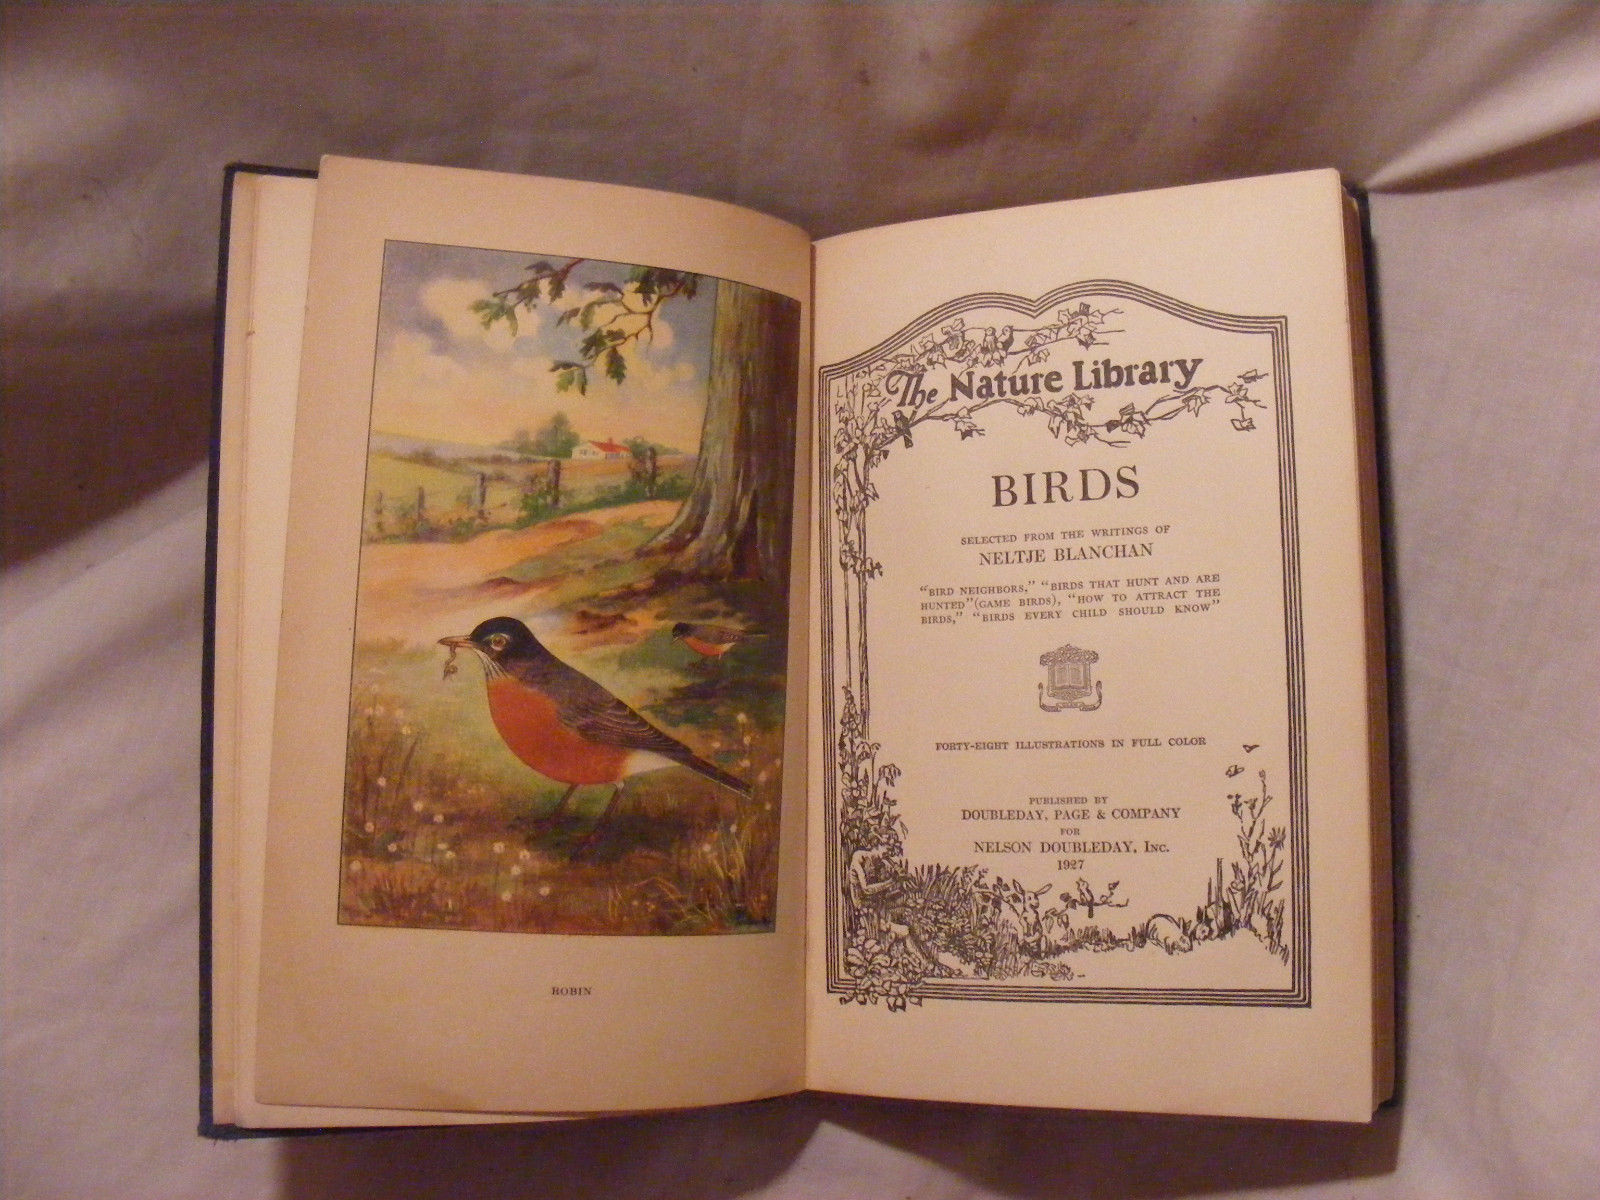 ROBIN
The Nature Library
BIRDS
SELECTED FROM THE WRITINGS OF
NELTJE BLANCHAN
"BIRD NEIGHBORS," "BIRDS THAT HUNT AND ARE
HUNTED" (GAME BIRDS), "HOW TO ATTRACT THE
BIRDS," "BIRDS EVERY CHILD SHOULD KNOW"
FORTY-EIGHT ILLUSTRATIONS IN FULL COLOR
PUBLISHED BY
DOUBLEDAY, PAGE & COMPANY
FOR
NELSON DOUBLEDAY, INC.
1927